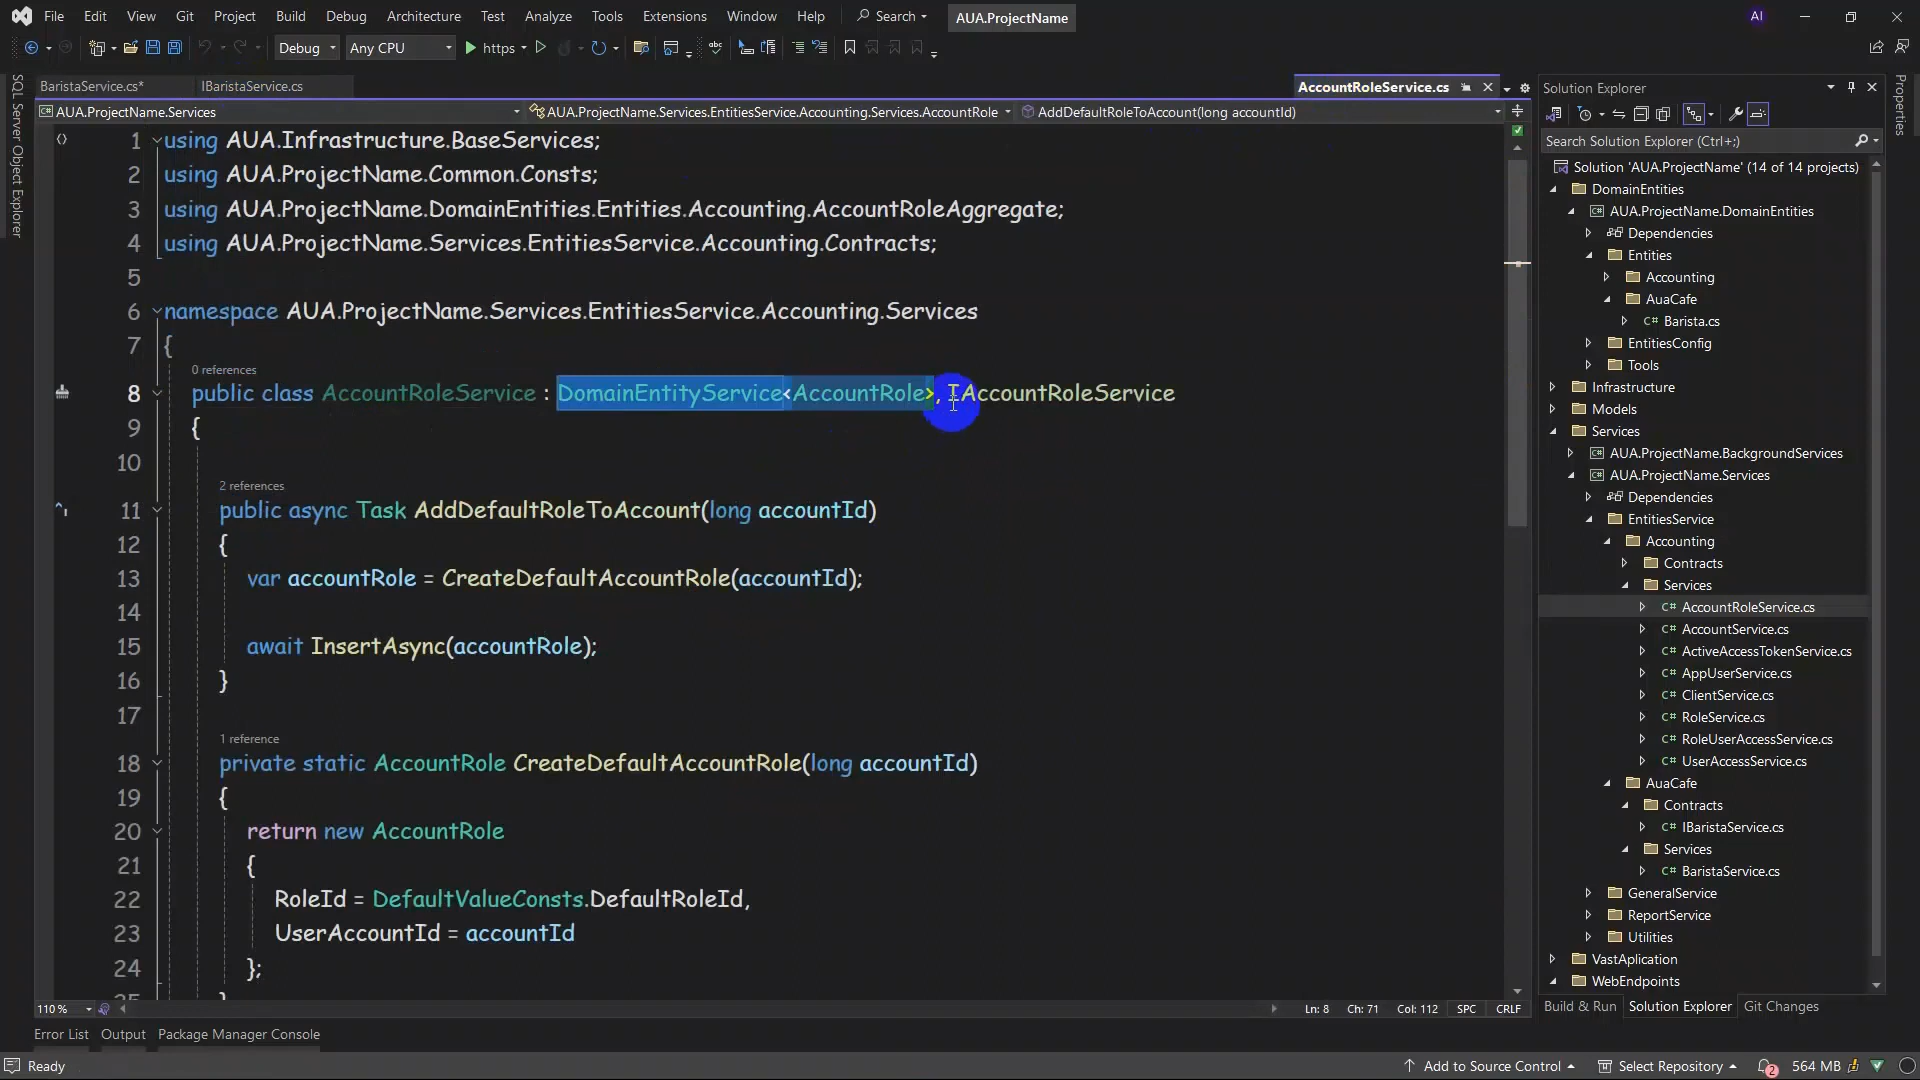 File Edit View Git Project Build Debug Architecture Test Analyze Tools Extensions Window Help Search AUA.ProjectName AI
Debug Any CPU https
BaristaService.cs* IBaristaService.cs AccountRoleService.cs
AUA.ProjectName.Services AUA.ProjectName.Services.EntitiesService.Accounting.Services.AccountRole AddDefaultRoleToAccount(long accountId)
SQL Server Object Explorer
1 using AUA.Infrastructure.BaseServices;
2 using AUA.ProjectName.Common.Consts;
3 using AUA.ProjectName.DomainEntities.Entities.Accounting.AccountRoleAggregate;
4 using AUA.ProjectName.Services.EntitiesService.Accounting.Contracts;
5
6 namespace AUA.ProjectName.Services.EntitiesService.Accounting.Services
7 {
0 references
8 public class AccountRoleService : DomainEntityService<AccountRole>, IAccountRoleService
9 {
10
2 references
11 public async Task AddDefaultRoleToAccount(long accountId)
12 {
13 var accountRole = CreateDefaultAccountRole(accountId);
14
15 await InsertAsync(accountRole);
16 }
17
1 reference
18 private static AccountRole CreateDefaultAccountRole(long accountId)
19 {
20 return new AccountRole
21 {
22 RoleId = DefaultValueConsts.DefaultRoleId,
23 UserAccountId = accountId
24 };
110 % Ln: 8 Ch: 71 Col: 112 SPC CRLF
Error List Output Package Manager Console
Solution Explorer
Search Solution Explorer (Ctrl+;)
Solution 'AUA.ProjectName' (14 of 14 projects)
DomainEntities
AUA.ProjectName.DomainEntities
Dependencies
Entities
Accounting
AuaCafe
C# Barista.cs
EntitiesConfig
Tools
Infrastructure
Models
Services
AUA.ProjectName.BackgroundServices
AUA.ProjectName.Services
Dependencies
EntitiesService
Accounting
Contracts
Services
C# AccountRoleService.cs
C# AccountService.cs
C# ActiveAccessTokenService.cs
C# AppUserService.cs
C# ClientService.cs
C# RoleService.cs
C# RoleUserAccessService.cs
C# UserAccessService.cs
AuaCafe
Contracts
C# IBaristaService.cs
Services
C# BaristaService.cs
GeneralService
ReportService
Utilities
VastAplication
WebEndpoints
Build & Run Solution Explorer Git Changes
Properties
Ready Add to Source Control Select Repository 2 564 MB